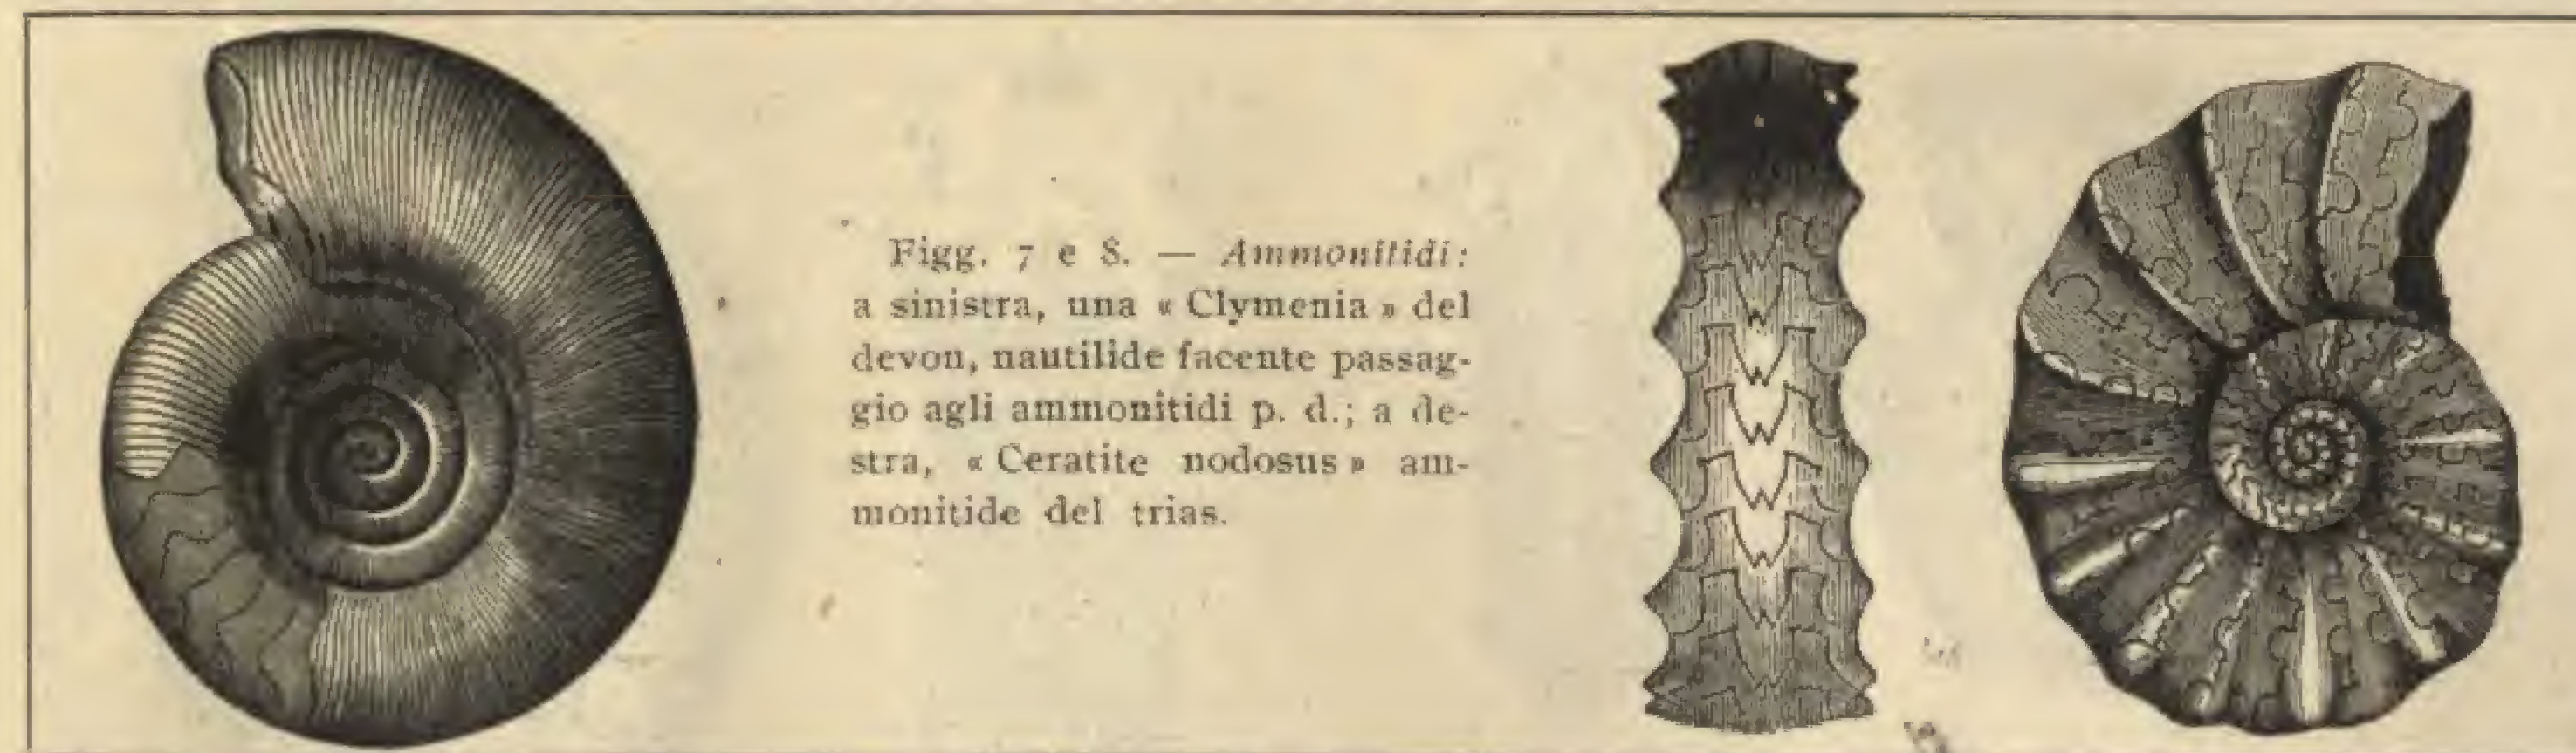 Figg. 7 e 8. — Ammonitidi:
a sinistra, una « Clymenia » del
devon, nautilide facente passag-
gio agli ammonitidi p. d.; a de-
stra, « Ceratite nodosus » am-
monitide del trias.